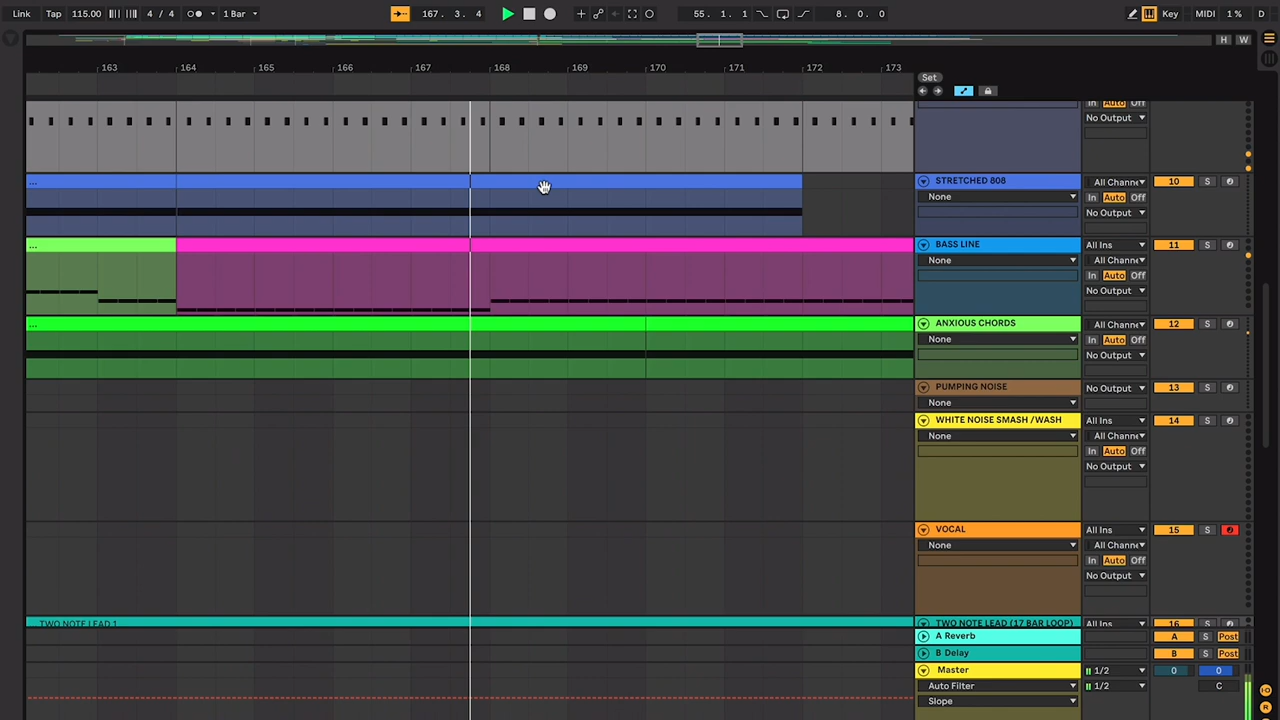 Link Tap 115.00 4 / 4 1 Bar 167. 3. 4 55. 1. 1 8. 0. 0 Key MIDI 1 % D
H W
163 164 165 166 167 168 169 170 171 172 173
Set
In Auto Off
No Output
... STRETCHED 808 All Channe 10 S
None In Auto Off
No Output
... BASS LINE All Ins 11 S
None All Channe
In Auto Off
No Output
... ANXIOUS CHORDS All Channe 12 S
None In Auto Off
No Output
PUMPING NOISE No Output 13 S
None
WHITE NOISE SMASH /WASH All Ins 14 S
None All Channe
In Auto Off
No Output
VOCAL All Ins 15 S
None All Channe
In Auto Off
No Output
TWO NOTE LEAD 1 TWO NOTE LEAD (17 BAR LOOP) All Ins 16 S
A Reverb A Post
B Delay B Post
Master 1/2 0 0
Auto Filter 1/2 C
Slope